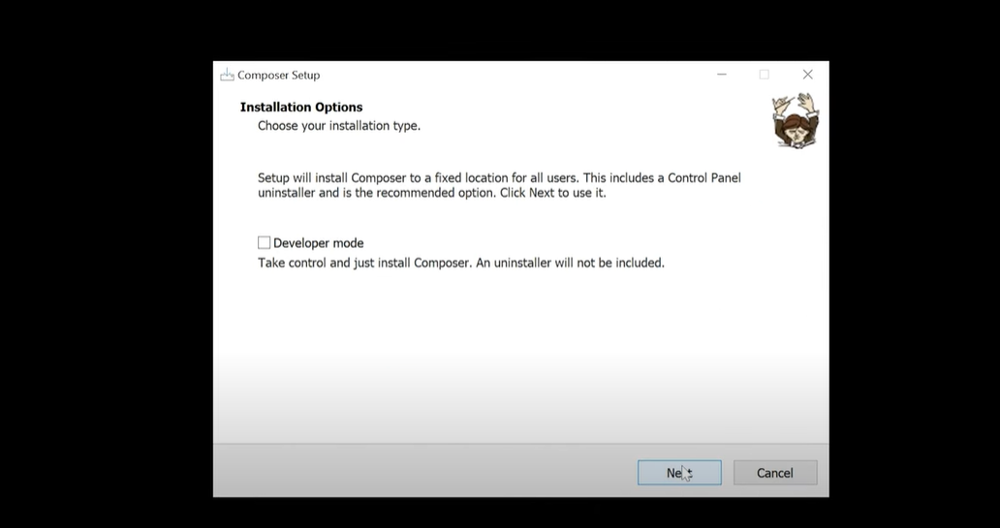 Composer Setup
Installation Options
Choose your installation type.
Setup will install Composer to a fixed location for all users. This includes a Control Panel
uninstaller and is the recommended option. Click Next to use it.
Developer mode
Take control and just install Composer. An uninstaller will not be included.
Next
Cancel